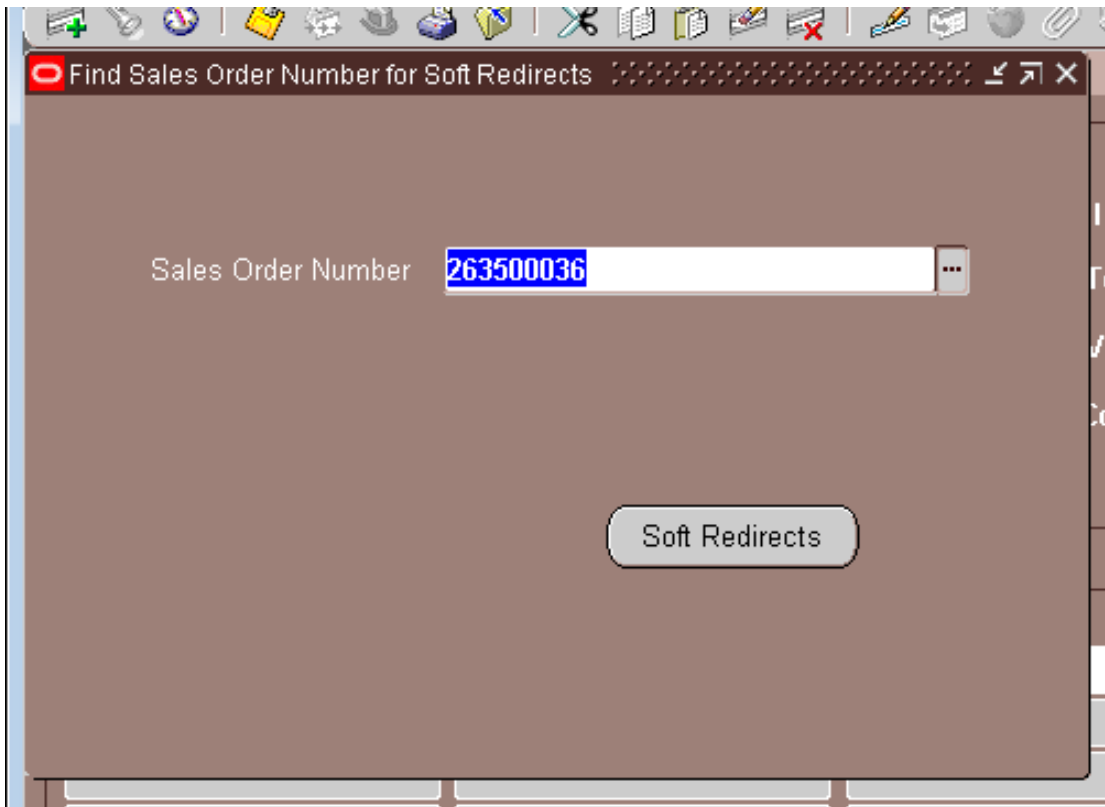 Find Sales Order Number for Soft Redirects
Sales Order Number 263500036
Soft Redirects